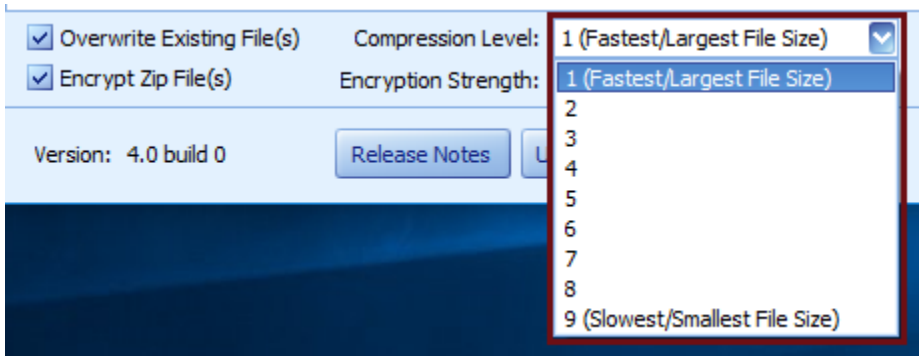 Overwrite Existing File(s) Compression Level: 1 (Fastest/Largest File Size)
Encrypt Zip File(s) Encryption Strength: 1 (Fastest/Largest File Size)
2
3
Version: 4.0 build 0 Release Notes U
4
5
6
7
8
9 (Slowest/Smallest File Size)